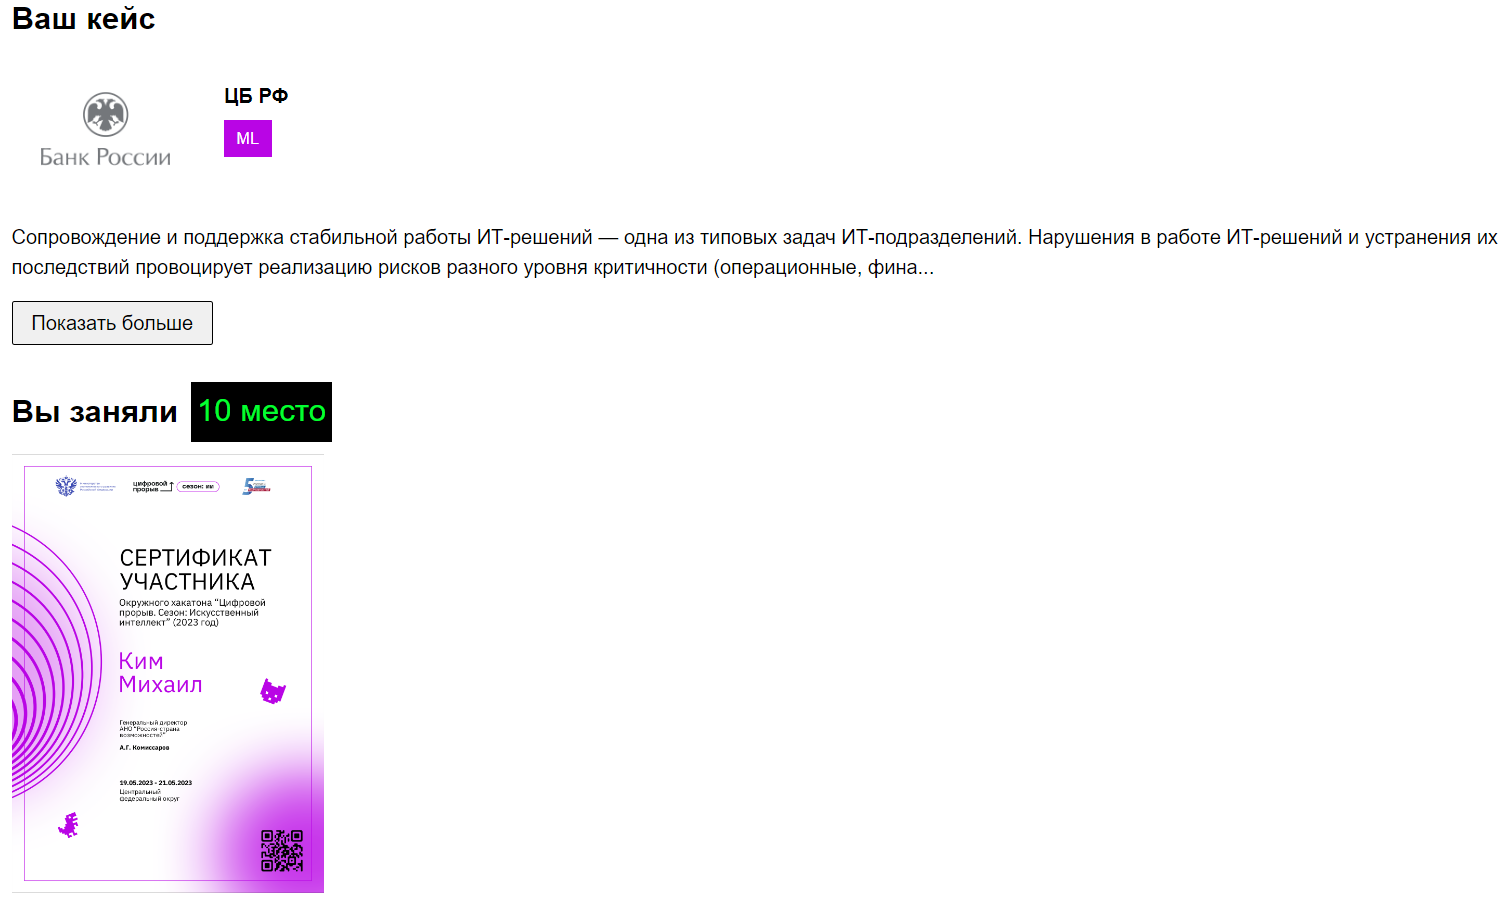 Ваш кейс
Банк России
ЦБ РФ
ML
Сопровождение и поддержка стабильной работы ИТ-решений — одна из типовых задач ИТ-подразделений. Нарушения в работе ИТ-решений и устранения их
последствий провоцирует реализацию рисков разного уровня критичности (операционные, фина...
Показать больше
Вы заняли 10 место
цифровой
прорыв
сезон: ии
5
СЕРТИФИКАТ
УЧАСТНИКА
Окружного хакатона “Цифровой
прорыв. Сезон: Искусственный
интеллект” (2023 год)
Ким
Михаил
Генеральный директор
АНО “Россия-страна
возможностей”
А.Г. Комиссаров
19.05.2023 - 21.05.2023
Центральный
федеральный округ